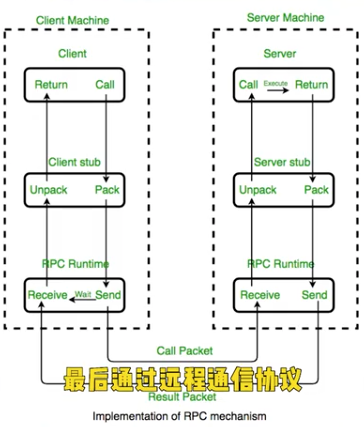 Client Machine
Server Machine
Client
Server
Return Call
Call Execute Return
Client stub
Server stub
Unpack Pack
Unpack Pack
RPC Runtime
RPC Runtime
Receive Wait Send
Receive Send
Call Packet
最后通过远程通信协议
Result Packet
Implementation of RPC mechanism